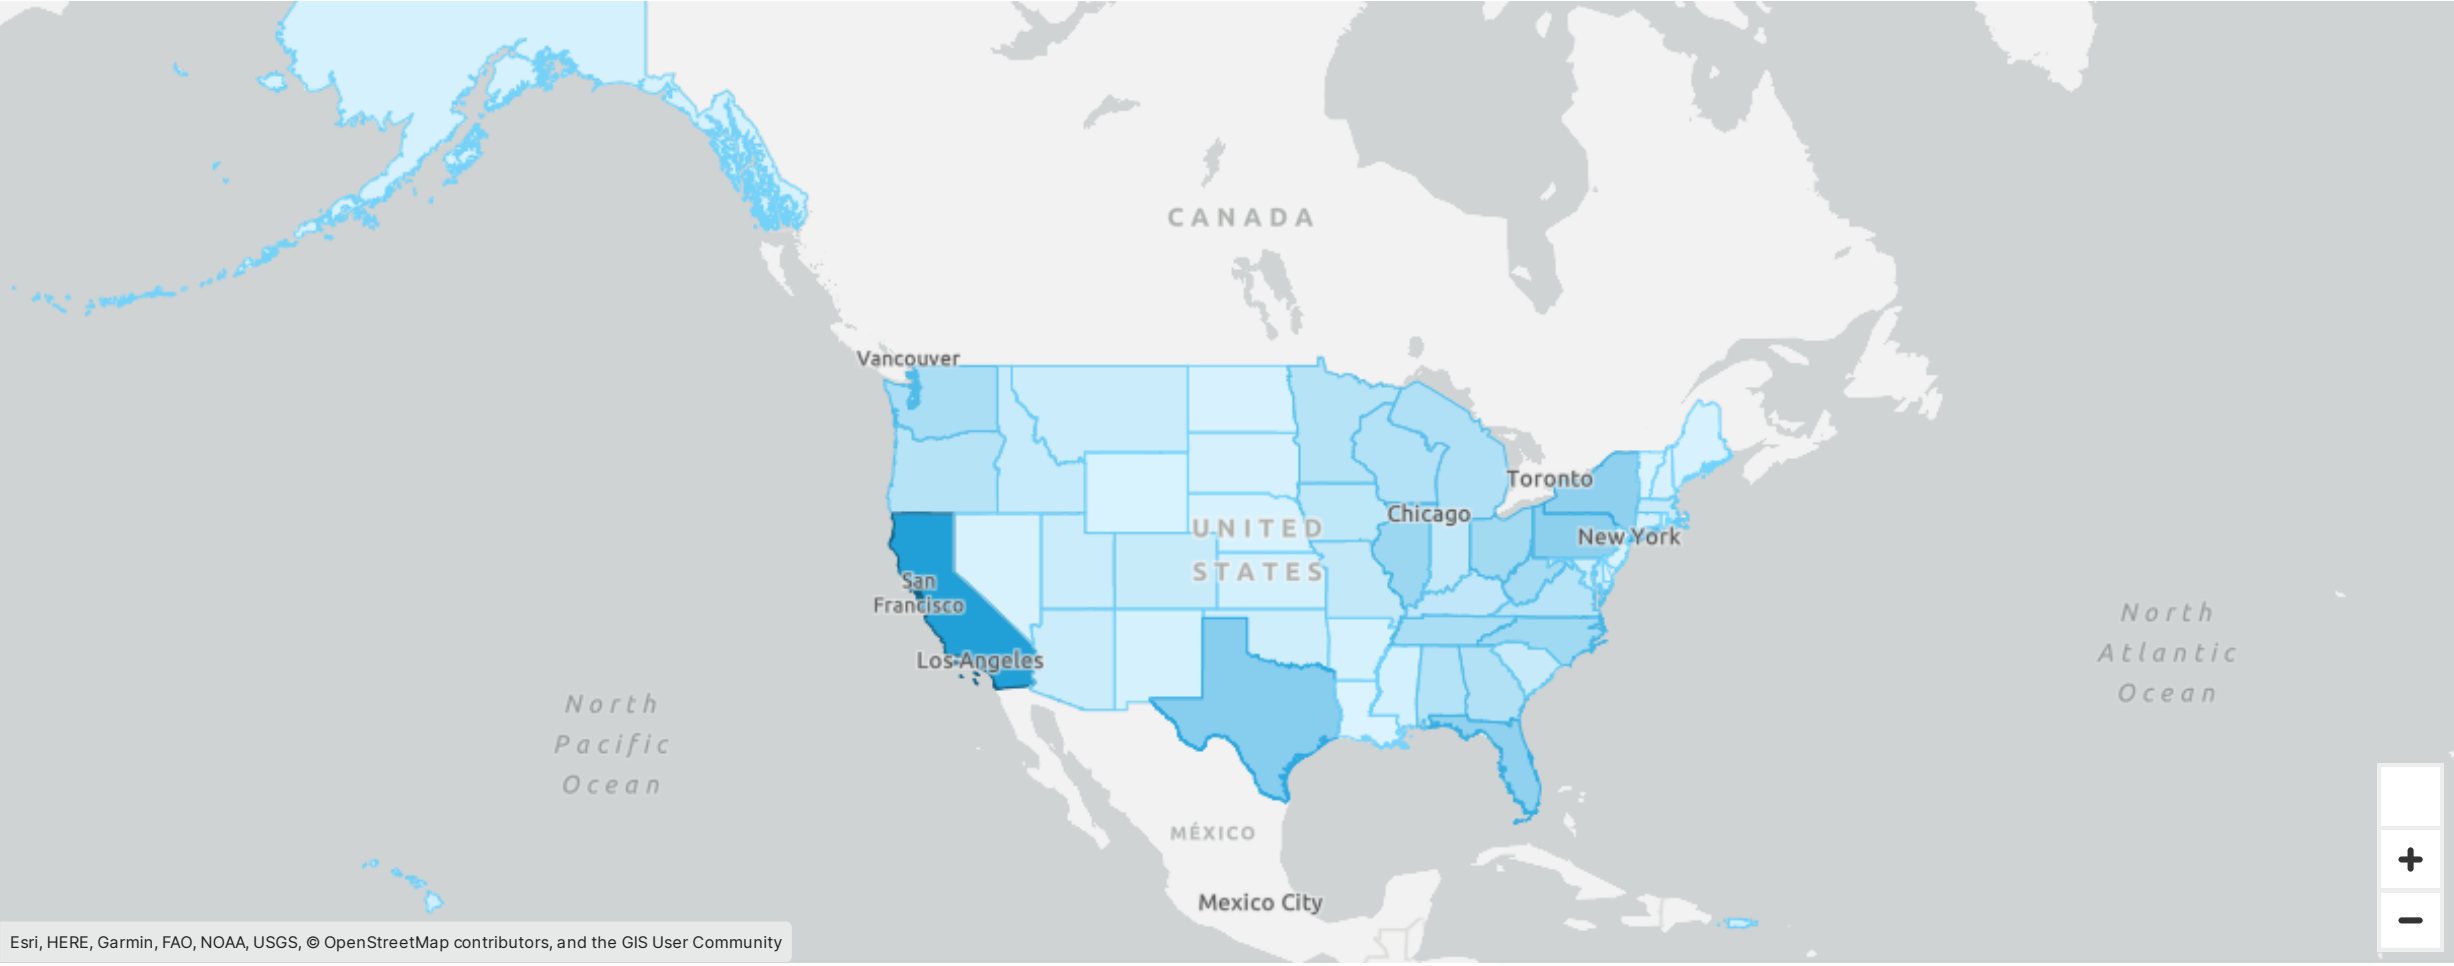 CANADA
Vancouver
Toronto
Chicago
UNITED
STATES
New York
San
Francisco
Los Angeles
North
Atlantic
Ocean
North
Pacific
Ocean
MÉXICO
Mexico City
+
−
Esri, HERE, Garmin, FAO, NOAA, USGS, © OpenStreetMap contributors, and the GIS User Community